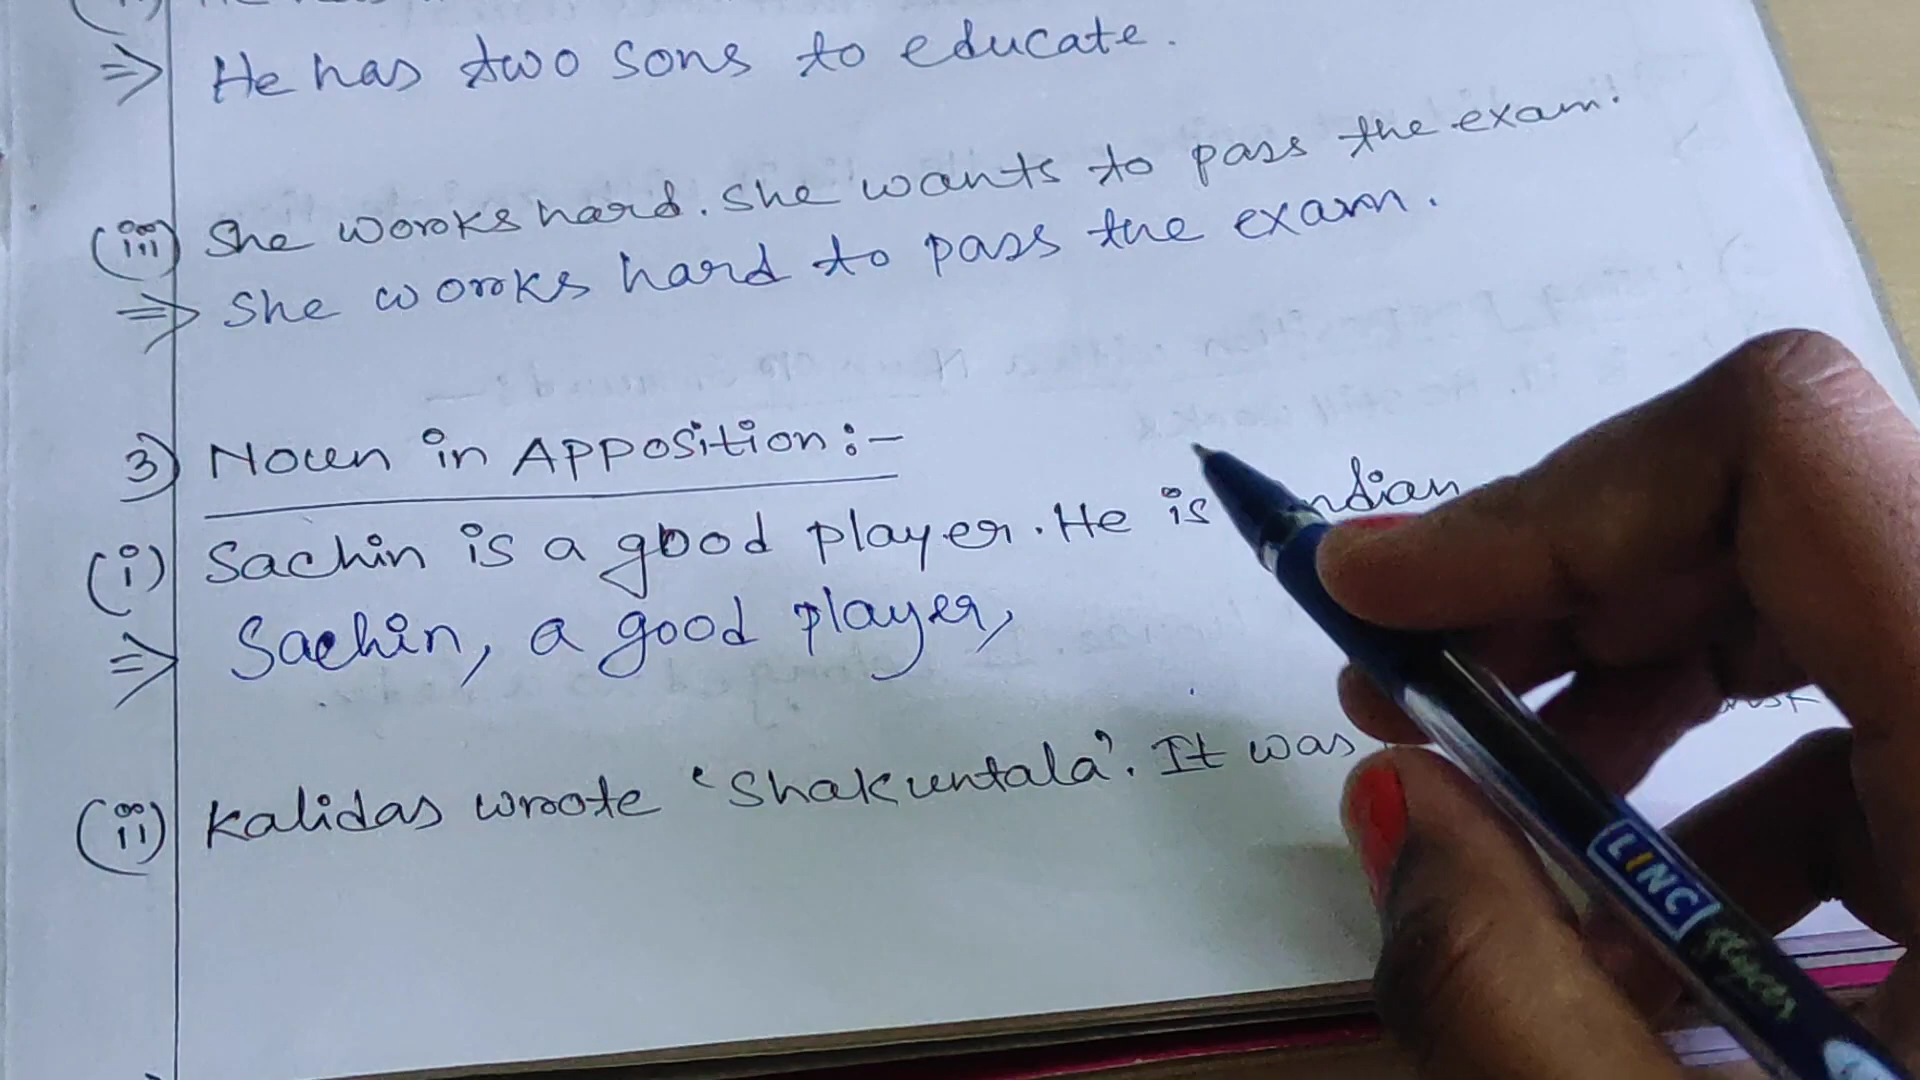 ⇒ He has two sons to educate.
(iii) She works hard. She wants to pass the exam.
⇒ She works hard to pass the exam.
3) Noun in Apposition:-
(i) Sachin is a good player. He is Indian
⇒ Sachin, a good player,
(ii) Kalidas wrote 'Shakuntala'. It was
LINC